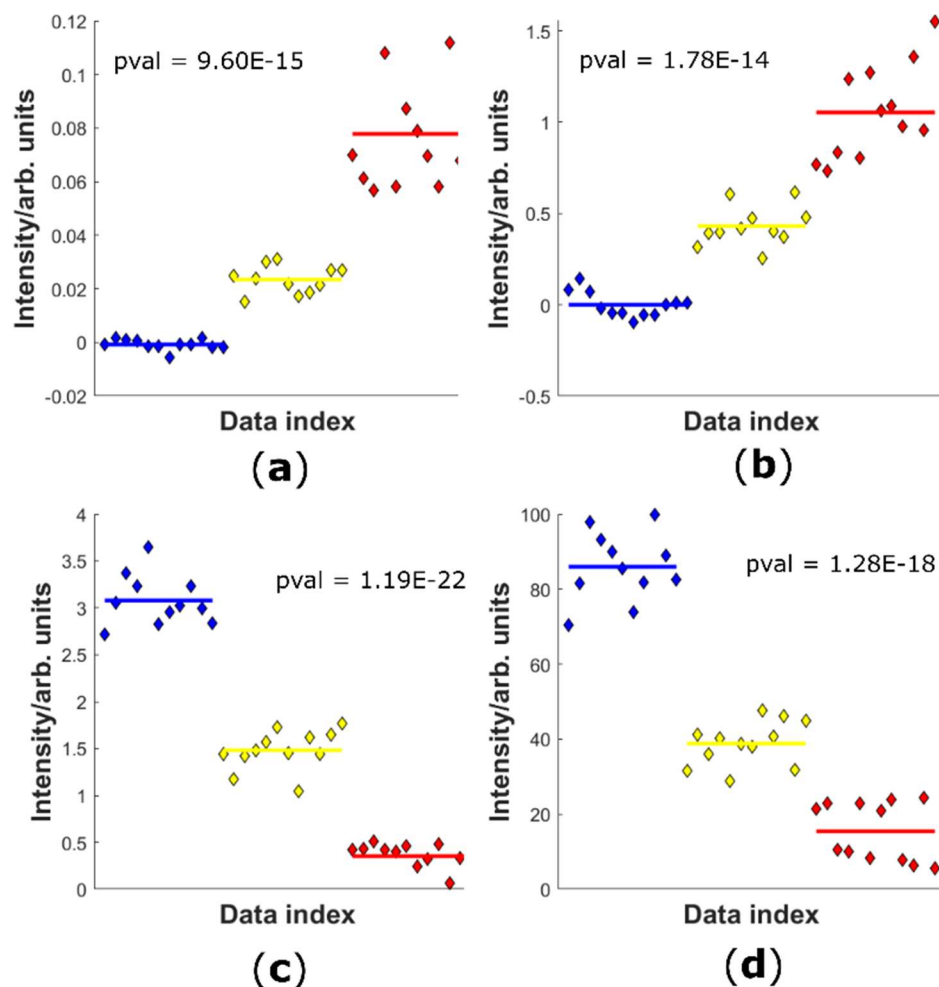 0.12
0.1
0.08
0.06
0.04
0.02
0
-0.02
Intensity/arb. units
pval = 9.60E-15
Data index
(a)
1.5
1
0.5
0
-0.5
Intensity/arb. units
pval = 1.78E-14
Data index
(b)
4
3.5
3
2.5
2
1.5
1
0.5
0
Intensity/arb. units
pval = 1.19E-22
Data index
(c)
100
80
60
40
20
0
Intensity/arb. units
pval = 1.28E-18
Data index
(d)